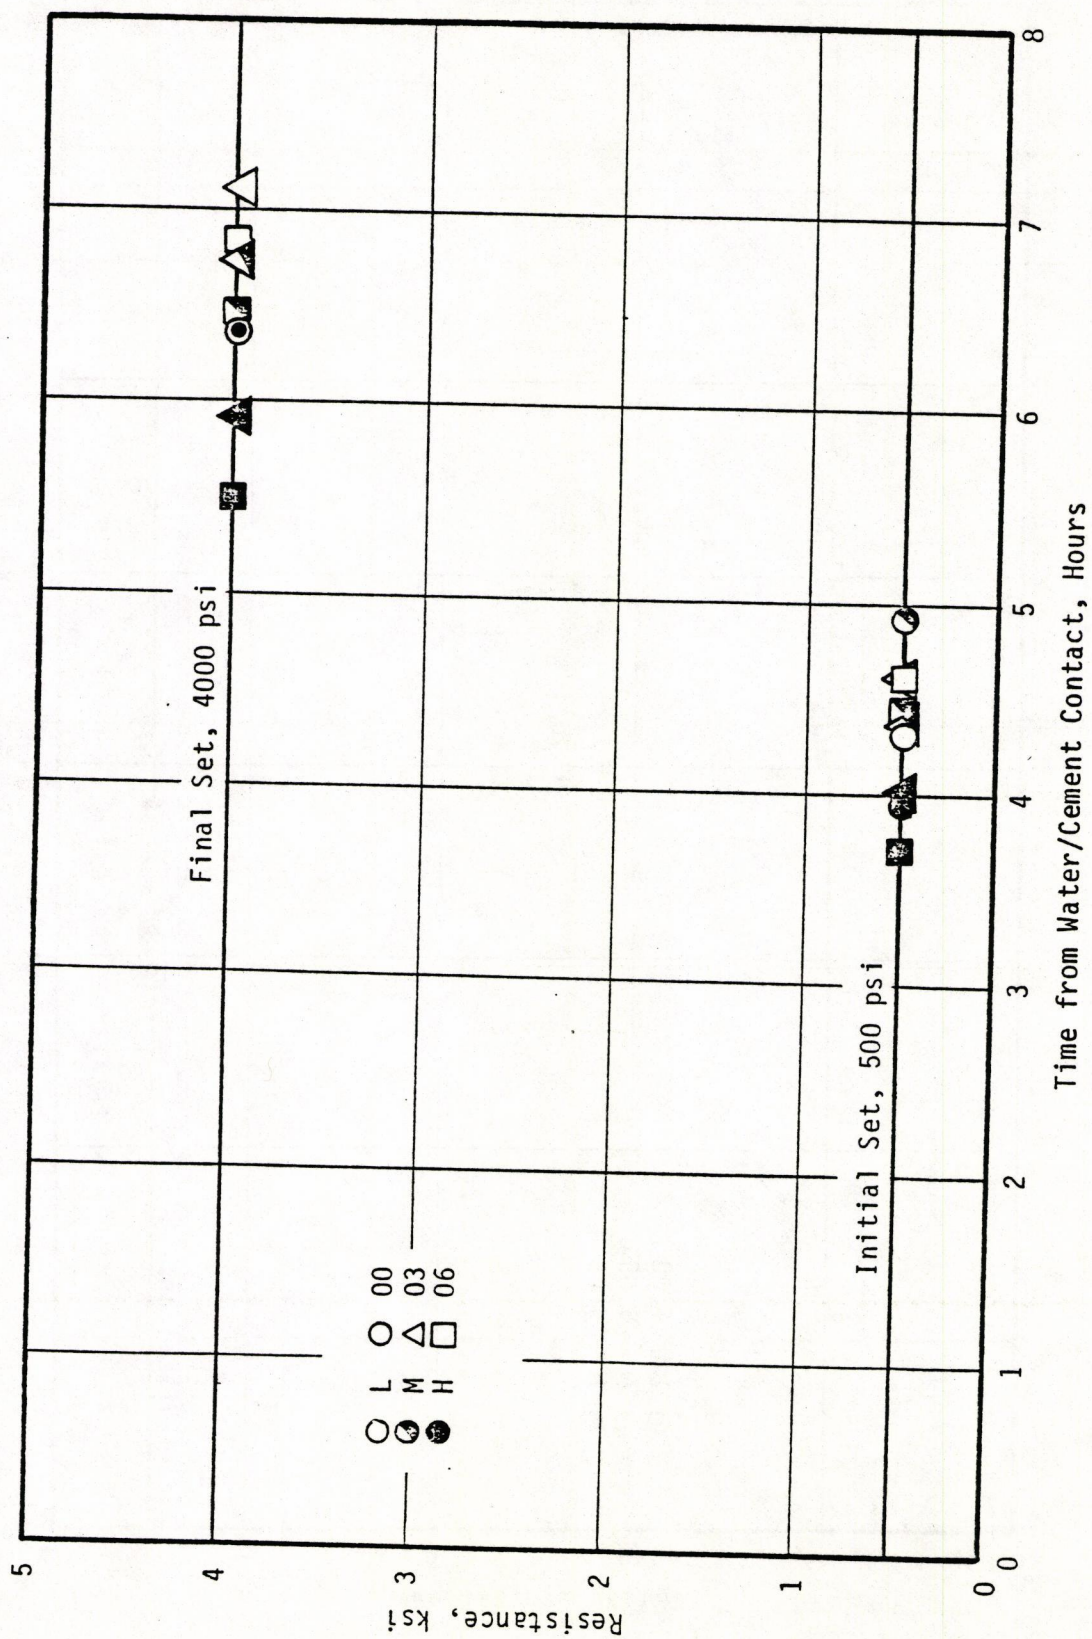 5
4
3
2
1
0
Resistance, ksi
Final Set, 4000 psi
L 00
M 03
H 06
Initial Set, 500 psi
0 1 2 3 4 5 6 7 8
Time from Water/Cement Contact, Hours